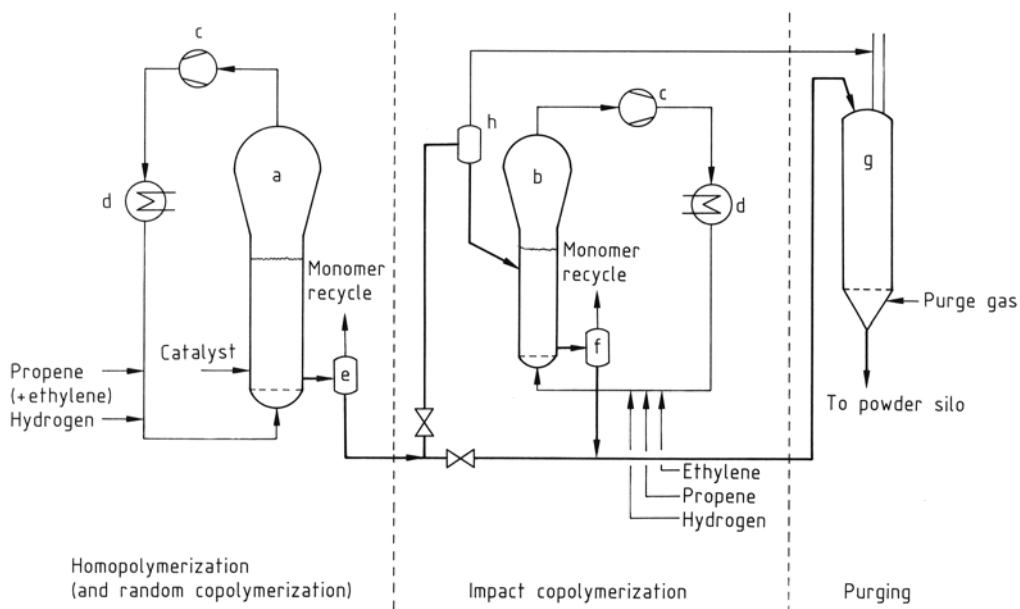 c
a
d
Monomer
recycle
Catalyst
e
Propene
(+ethylene)
Hydrogen
Homopolymerization
(and random copolymerization)
h
c
b
d
Monomer
recycle
f
Ethylene
Propene
Hydrogen
Impact copolymerization
g
Purge gas
To powder silo
Purging